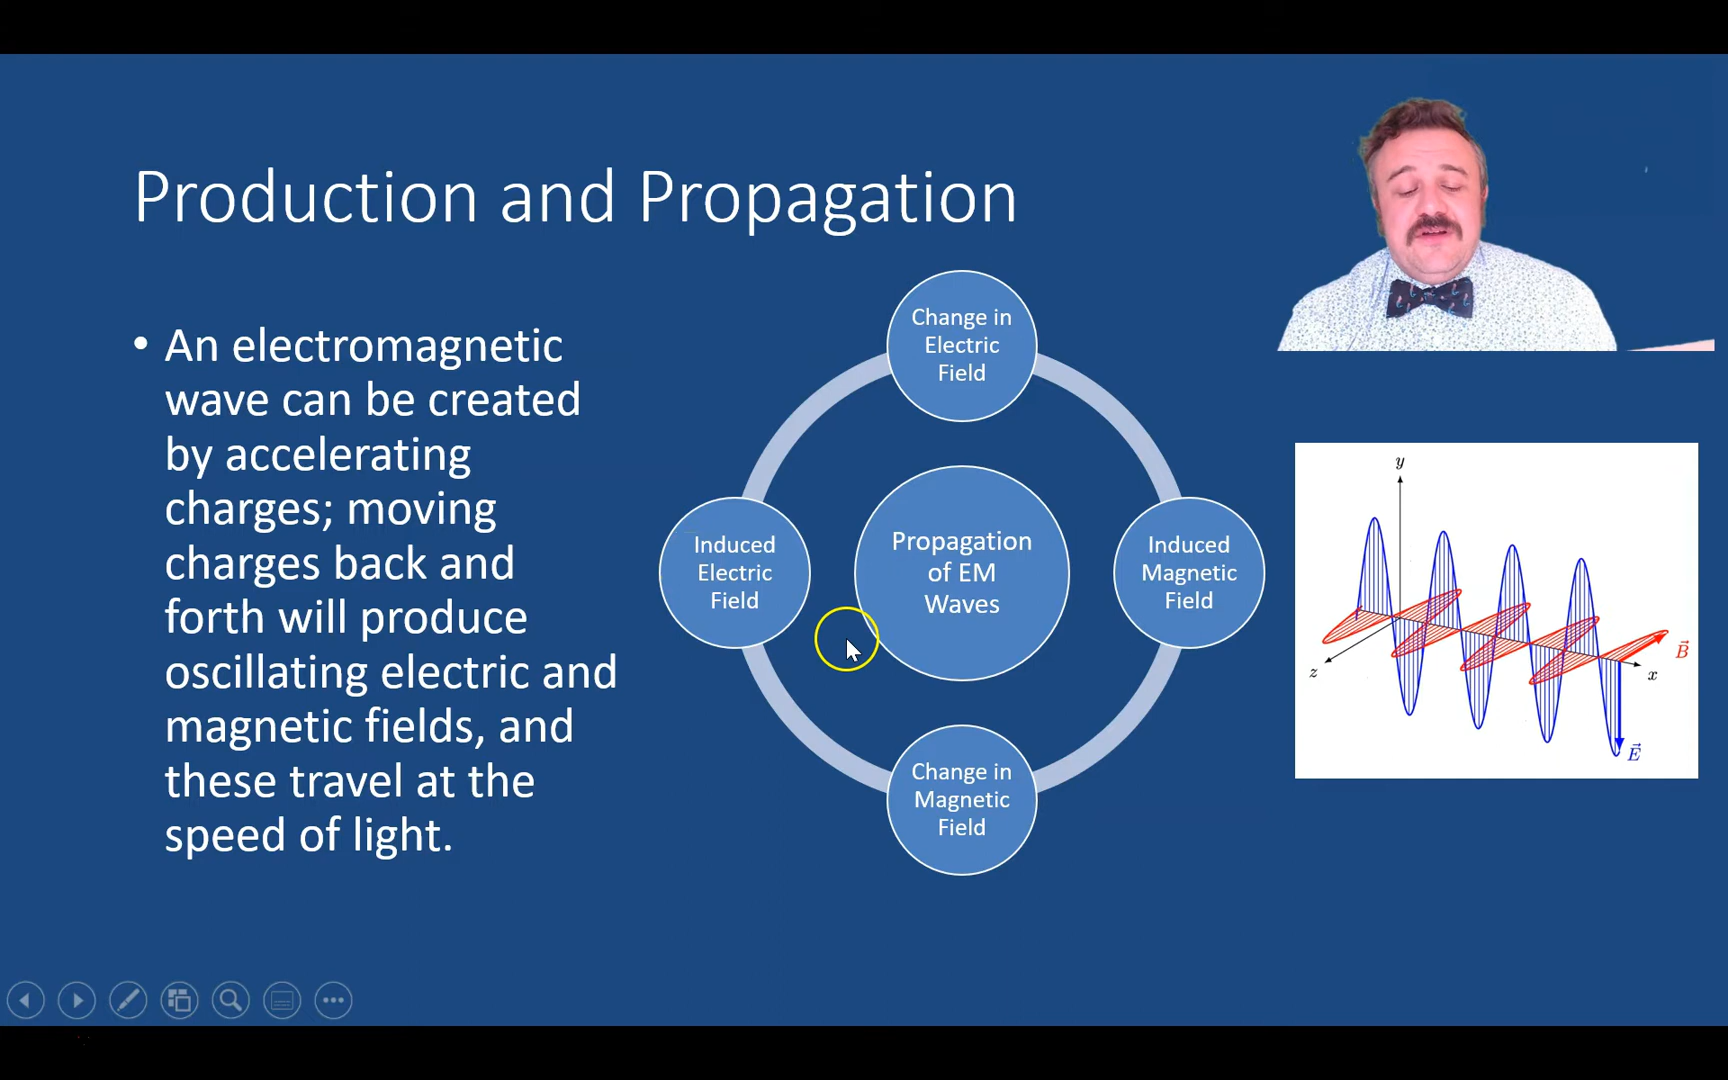 Production and Propagation
• An electromagnetic
wave can be created
by accelerating
charges; moving
charges back and
forth will produce
oscillating electric and
magnetic fields, and
these travel at the
speed of light.
Change in
Electric
Field
Induced
Electric
Field
Propagation
of EM
Waves
Induced
Magnetic
Field
Change in
Magnetic
Field
y
B⃗
x
z
E⃗